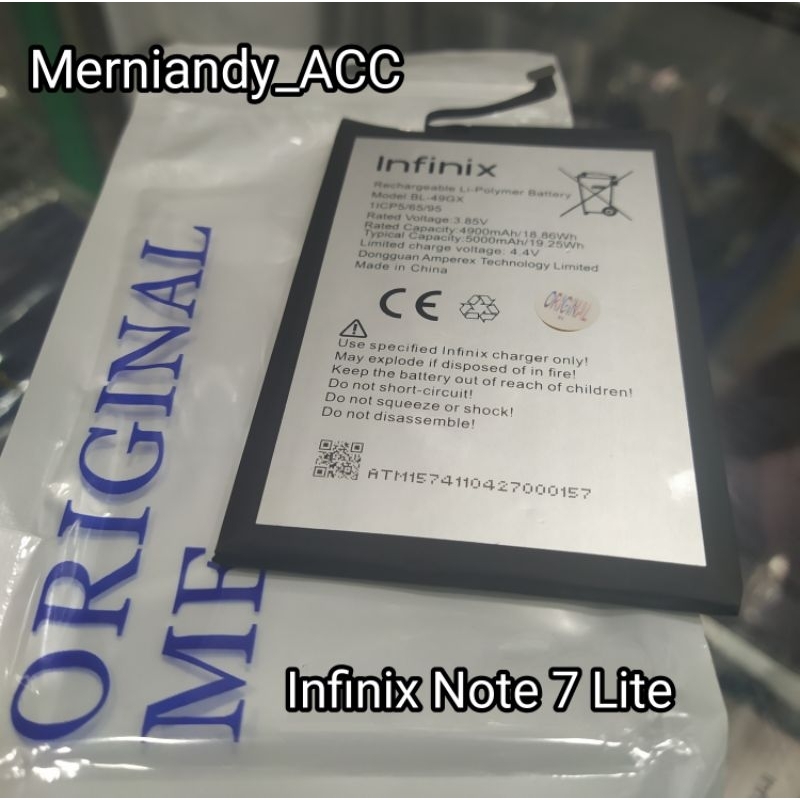 Merniandy_ACC
Infinix
Rechargeable Li-Polymer Battery
Model:BL-49GX
1ICP5/65/95
Rated Voltage:3.85V
Rated Capacity:4900mAh/18.86Wh
Typical Capacity:5000mAh/19.25Wh
Limited charge voltage: 4.4V
Dongguan Amperex Technology Limited
Made in China
CE
ORIGINAL
Use specified Infinix charger only!
May explode if disposed of in fire!
Keep the battery out of reach of children!
Do not short-circuit!
Do not squeeze or shock!
Do not disassemble!
ATM1574110427000157
ORIGINAL
ME
Infinix Note 7 Lite